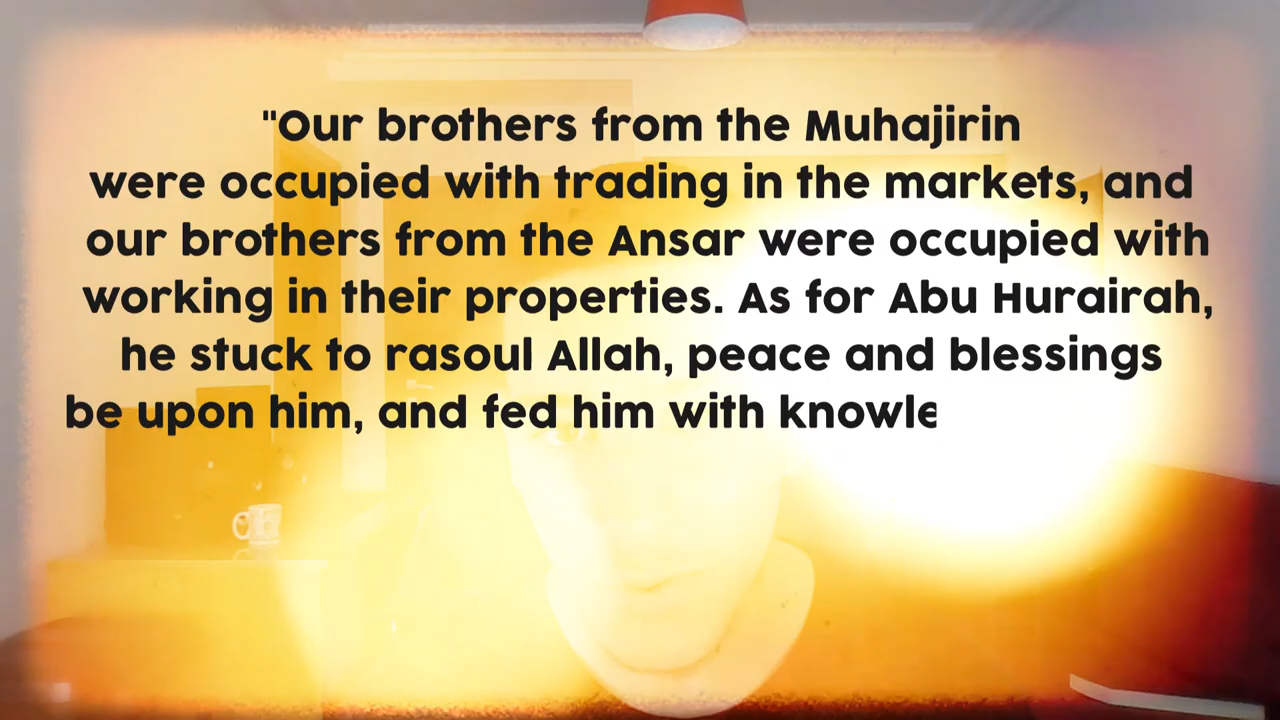 "Our brothers from the Muhajirin
were occupied with trading in the markets, and
our brothers from the Ansar were occupied with
working in their properties. As for Abu Hurairah,
he stuck to rasoul Allah, peace and blessings
be upon him, and fed him with knowle